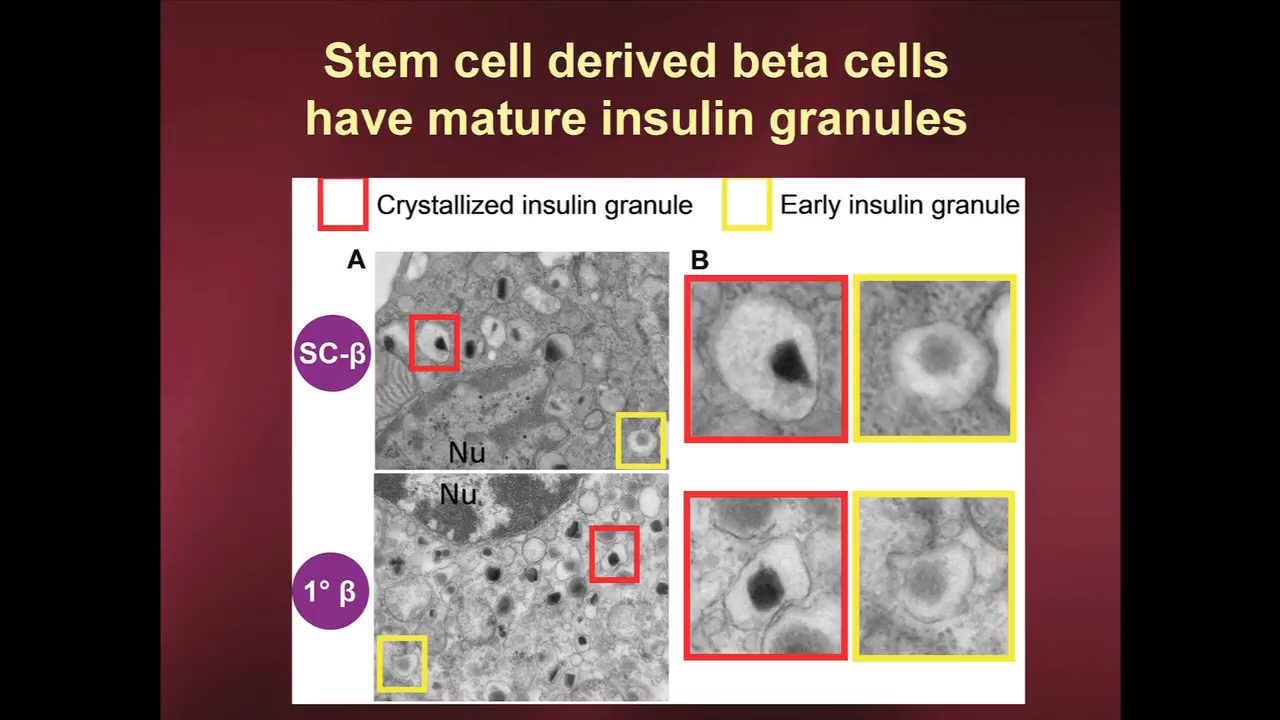 Stem cell derived beta cells
have mature insulin granules
Crystallized insulin granule
Early insulin granule
A
B
SC-β
Nu
Nu
1° β